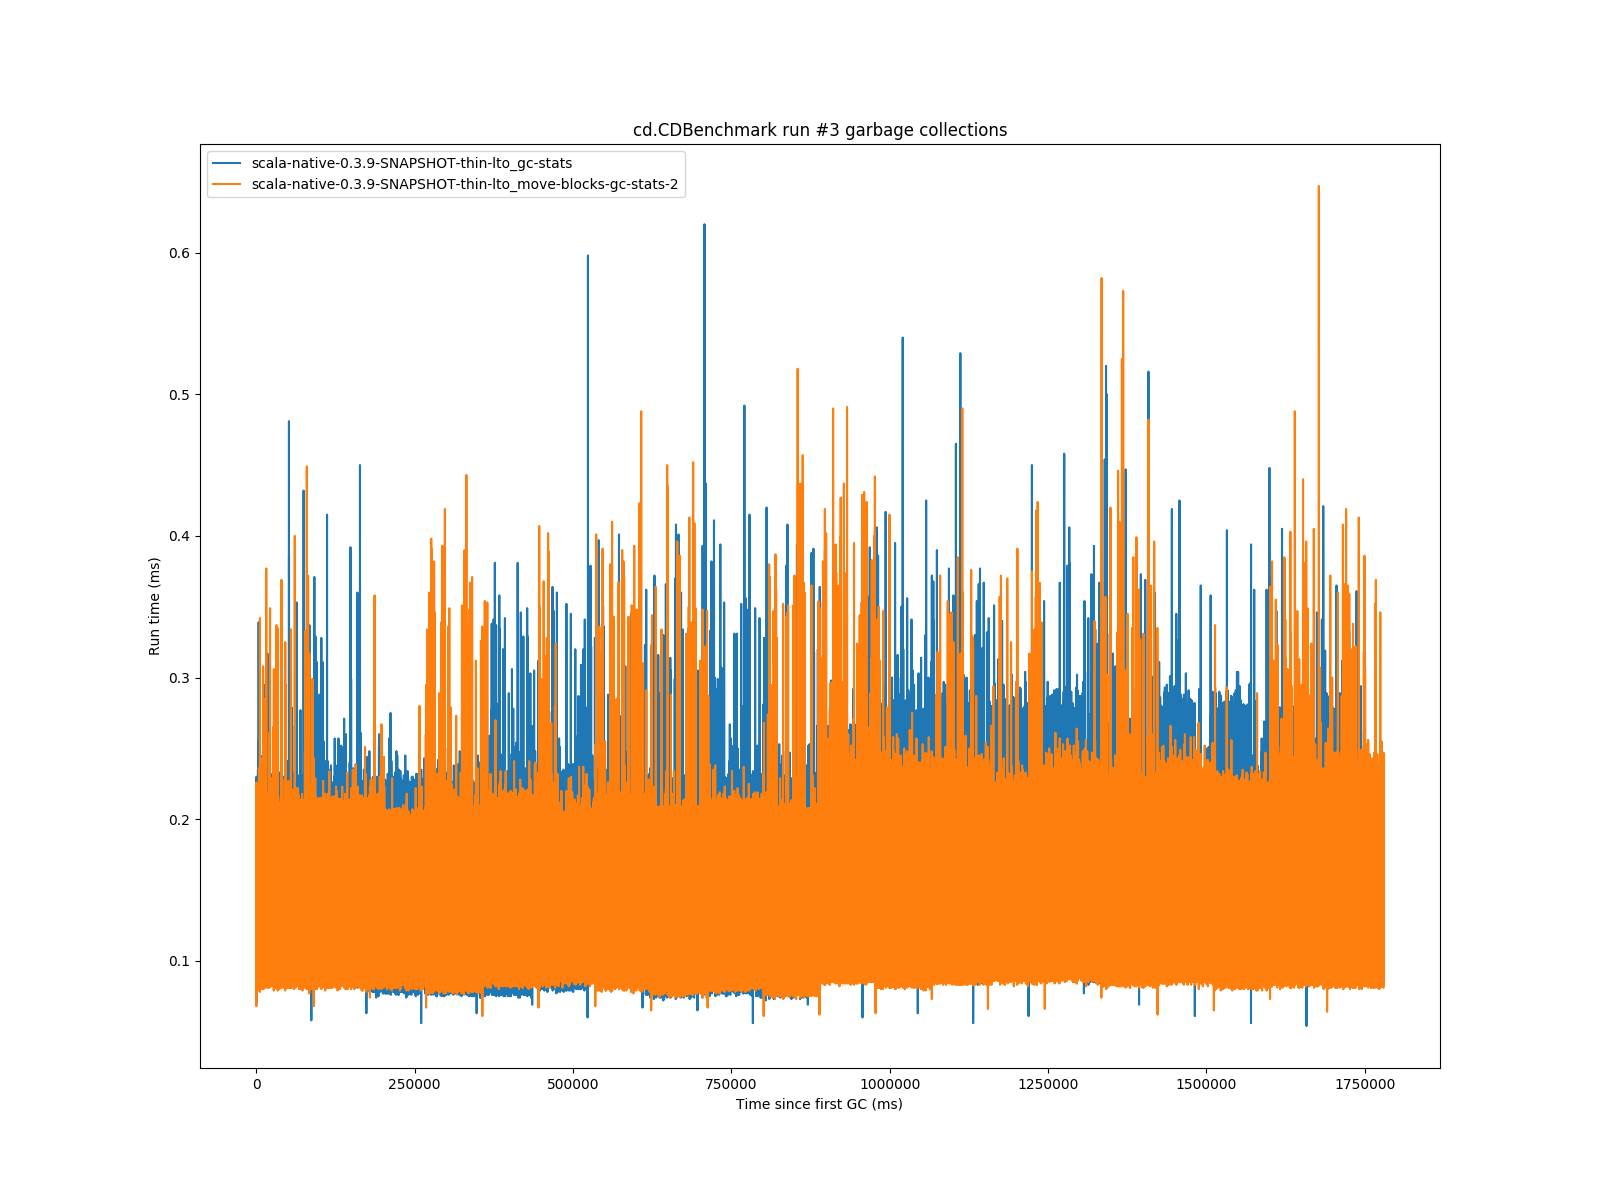 cd.CDBenchmark run #3 garbage collections
scala-native-0.3.9-SNAPSHOT-thin-lto_gc-stats
scala-native-0.3.9-SNAPSHOT-thin-lto_move-blocks-gc-stats-2
0.6
0.5
0.4
0.3
0.2
0.1
Run time (ms)
0 250000 500000 750000 1000000 1250000 1500000 1750000
Time since first GC (ms)